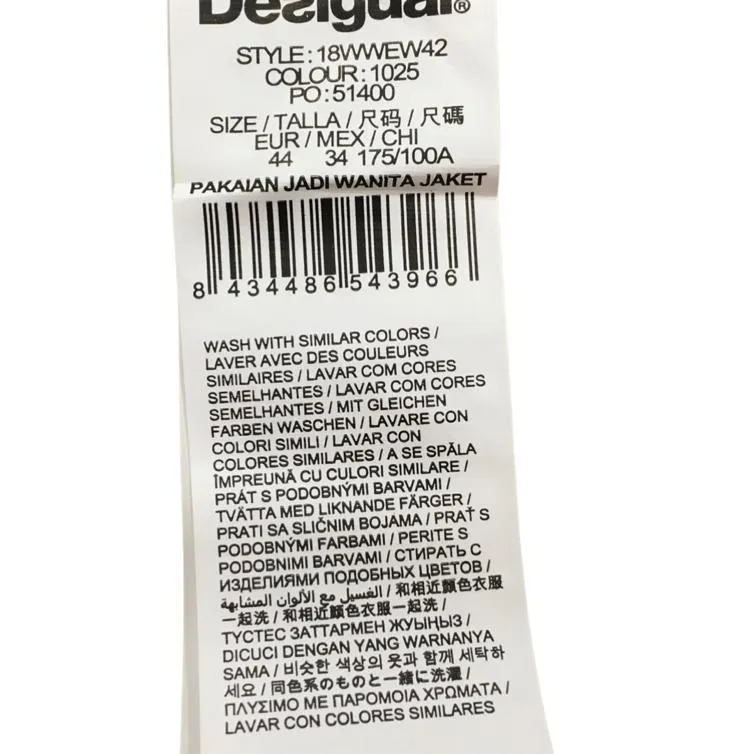 Desigual®
STYLE:18WWEW42
COLOUR:1025
PO:51400
SIZE / TALLA / 尺码 / 尺碼
EUR / MEX / CHI
44 34 175/100A
PAKAIAN JADI WANITA JAKET
8 434486 543966
WASH WITH SIMILAR COLORS /
LAVER AVEC DES COULEURS
SIMILAIRES / LAVAR COM CORES
SEMELHANTES / LAVAR COM CORES
SEMELHANTES / MIT GLEICHEN
FARBEN WASCHEN / LAVARE CON
COLORI SIMILI / LAVAR CON
COLORES SIMILARES / A SE SPĂLA
ÎMPREUNĂ CU CULORI SIMILARE /
PRÁT S PODOBNÝMI BARVAMI /
TVÄTTA MED LIKNANDE FÄRGER /
PRATI SA SLIČNIM BOJAMA / PRAŤ S
PODOBNÝMI FARBAMI / PERITE S
PODOBNIMI BARVAMI / СТИРАТЬ С
ИЗДЕЛИЯМИ ПОДОБНЫХ ЦВЕТОВ /
الغسيل مع الألوان المشابهة / 和相近顏色衣服
一起洗 / 和相近颜色衣服一起洗 /
ТҮСТЕС ЗАТТАРМЕН ЖУЫҢЫЗ /
DICUCI DENGAN YANG WARNANYA
SAMA / 비슷한 색상의 옷과 함께 세탁하
세요 / 同色系のものと一緒に洗濯 /
ΠΛΥΣΙΜΟ ΜΕ ΠΑΡΟΜΟΙΑ ΧΡΩΜΑΤΑ /
LAVAR CON COLORES SIMILARES